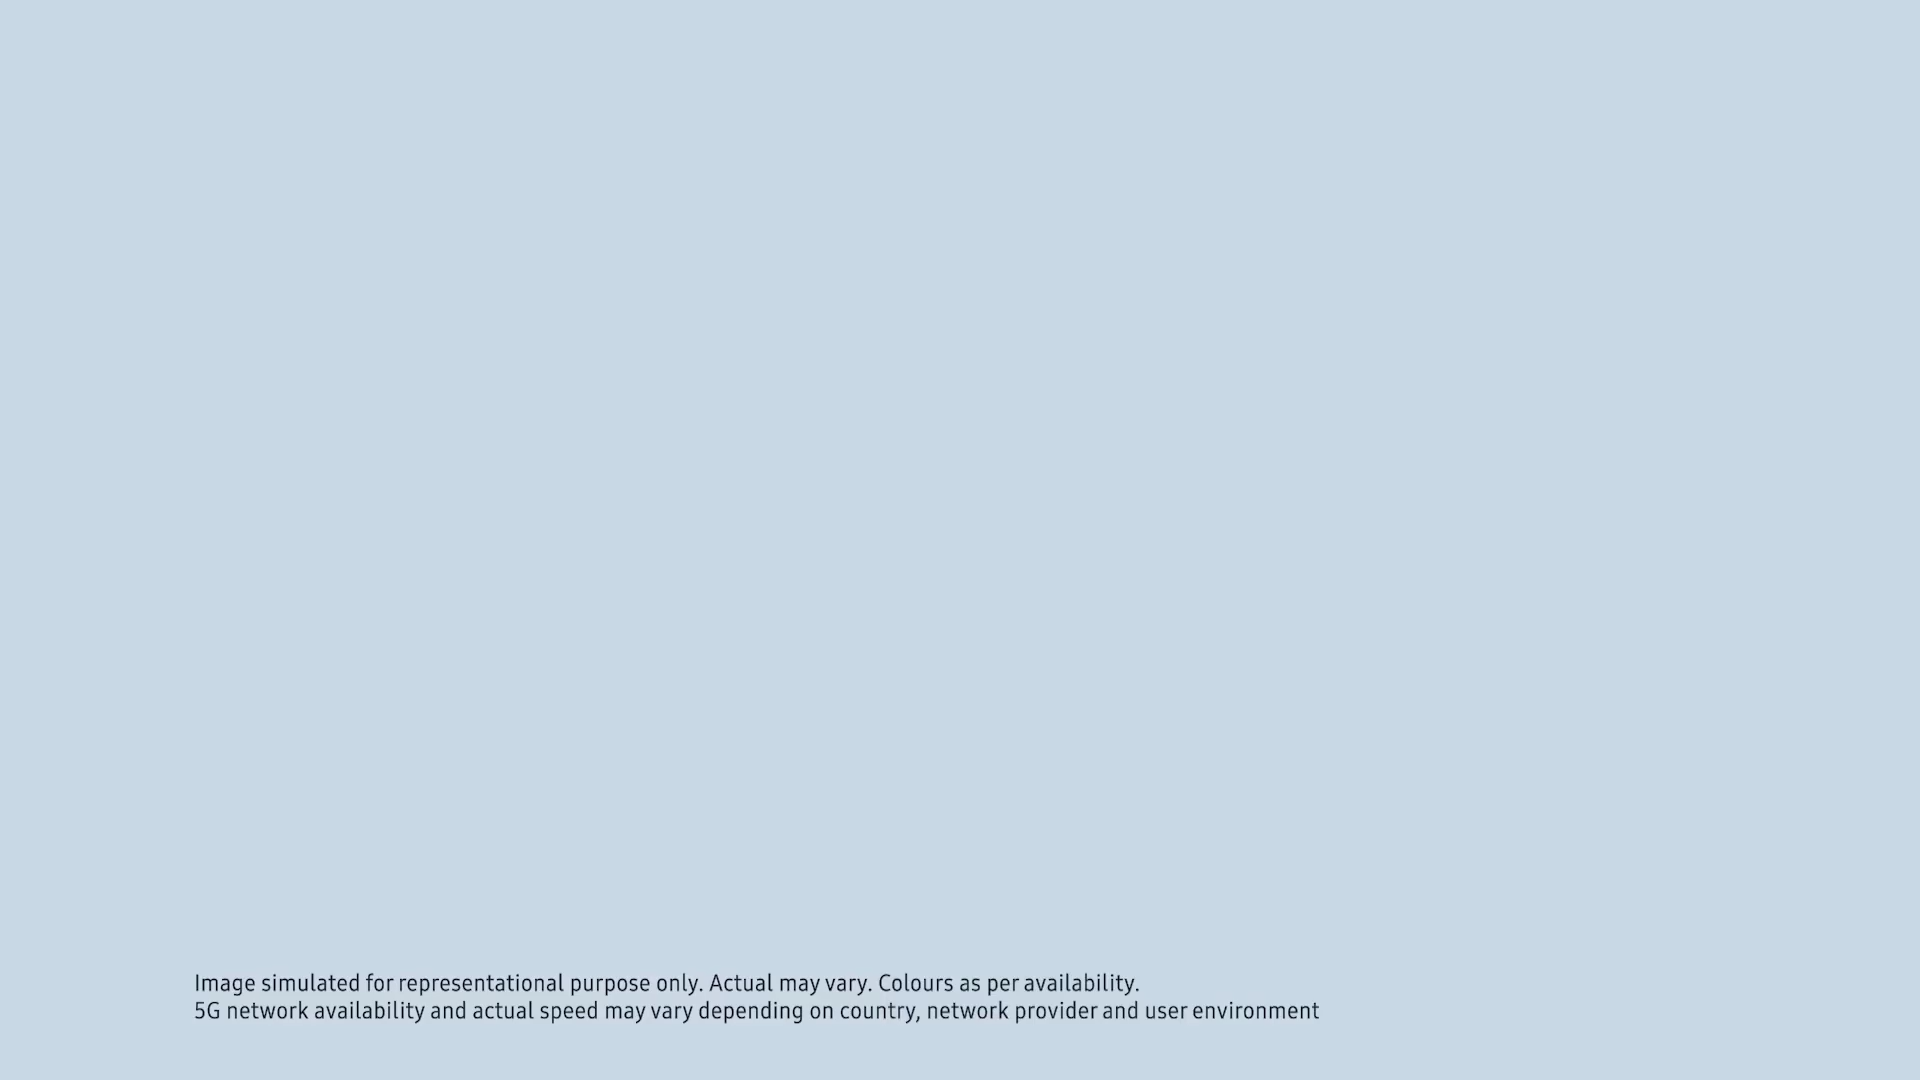 Image simulated for representational purpose only. Actual may vary. Colours as per availability.
5G network availability and actual speed may vary depending on country, network provider and user environment